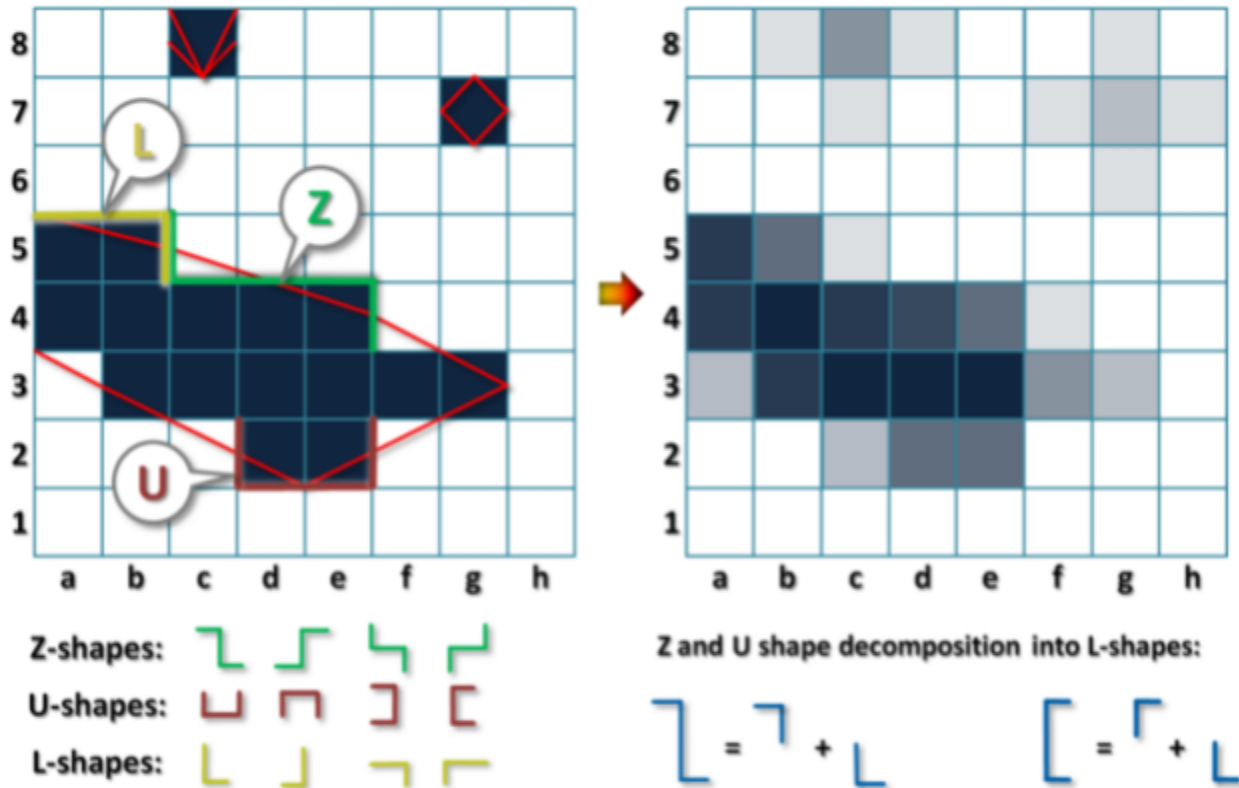 8 8
7 7
L
6 6
Z
5 5
4 4
3 3
2 2
U
1 1
a b c d e f g h a b c d e f g h
Z-shapes: Z and U shape decomposition into L-shapes:
U-shapes:
= + = +
L-shapes: